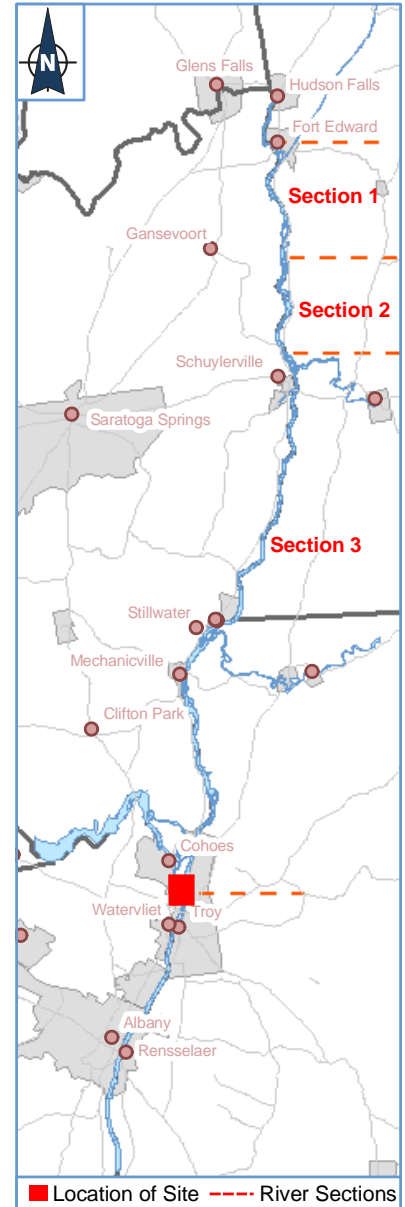 N
Glens Falls
Hudson Falls
Fort Edward
Section 1
Gansevoort
Section 2
Schuylerville
Saratoga Springs
Section 3
Stillwater
Mechanicville
Clifton Park
Cohoes
Watervliet
Troy
Albany
Rensselaer
Location of Site
River Sections